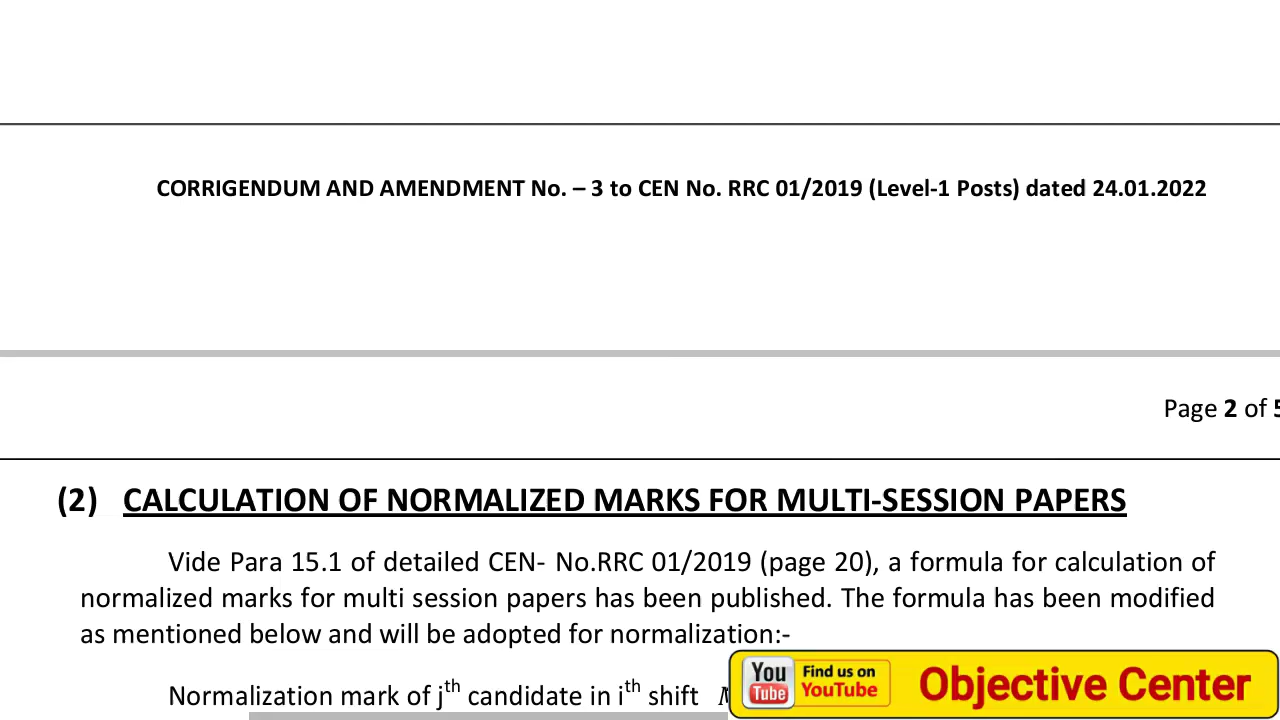 CORRIGENDUM AND AMENDMENT No. – 3 to CEN No. RRC 01/2019 (Level-1 Posts) dated 24.01.2022
Page 2 of 5
(2) CALCULATION OF NORMALIZED MARKS FOR MULTI-SESSION PAPERS
Vide Para 15.1 of detailed CEN- No.RRC 01/2019 (page 20), a formula for calculation of
normalized marks for multi session papers has been published. The formula has been modified
as mentioned below and will be adopted for normalization:-
Normalization mark of jth candidate in ith shift
You Tube
Find us on
YouTube
Objective Center